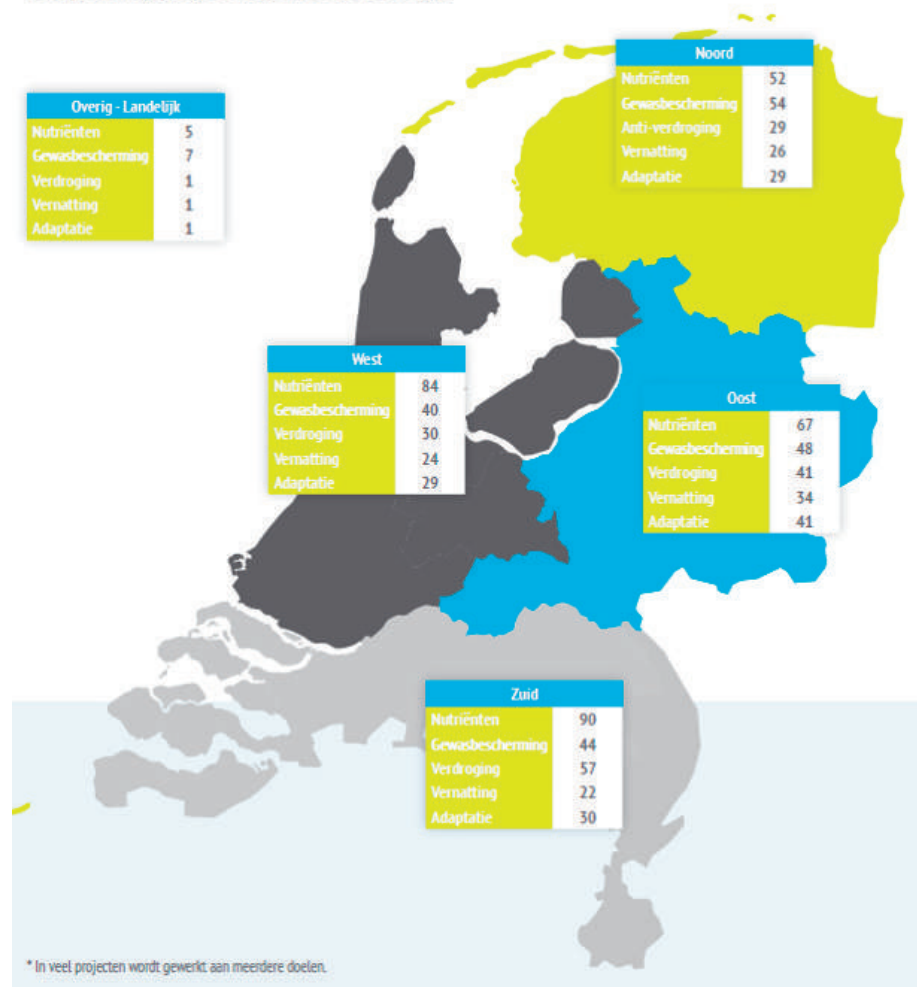 Noord
Nutriënten 52
Gewasbescherming 54
Anti-verdroging 29
Vernatting 26
Adaptatie 29
Overig - Landelijk
Nutriënten 5
Gewasbescherming 7
Verdroging 1
Vernatting 1
Adaptatie 1
West
Nutriënten 84
Gewasbescherming 40
Verdroging 30
Vernatting 24
Adaptatie 29
Oost
Nutriënten 67
Gewasbescherming 48
Verdroging 41
Vernatting 34
Adaptatie 41
Zuid
Nutriënten 90
Gewasbescherming 44
Verdroging 57
Vernatting 22
Adaptatie 30
* In veel projecten wordt gewerkt aan meerdere doelen.